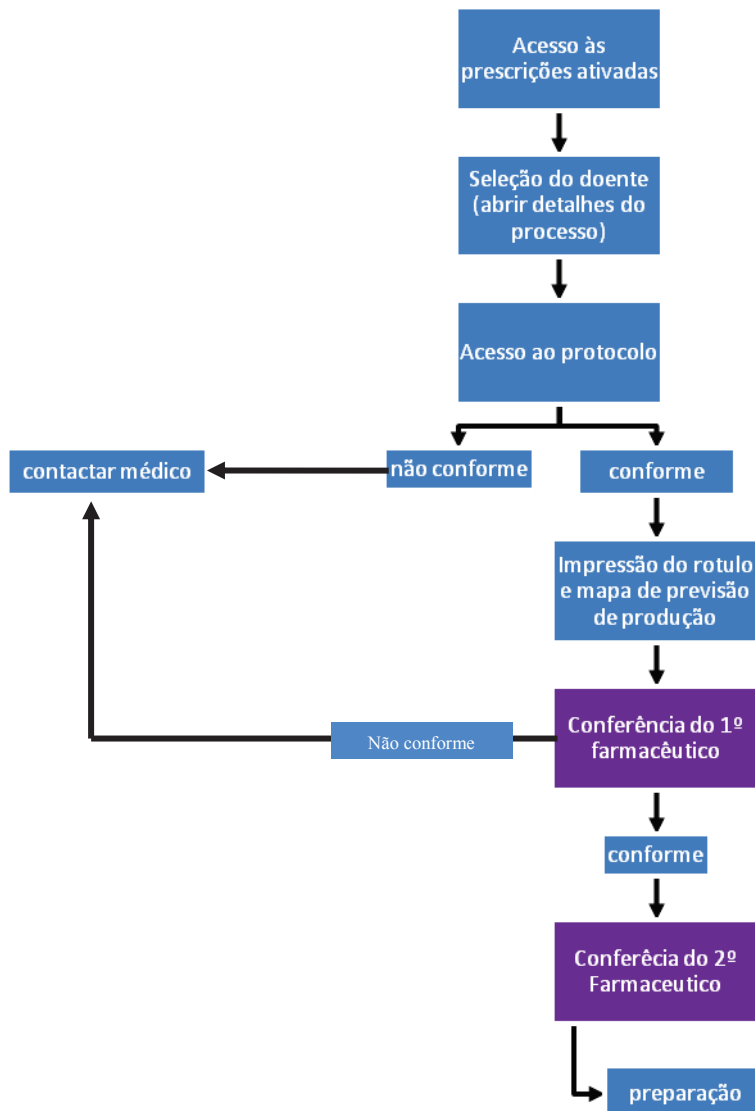 Acesso às
prescrições ativadas
Seleção do doente
(abrir detalhes do
processo)
Acesso ao protocolo
contactar médico
não conforme
conforme
Impressão do rotulo
e mapa de previsão
de produção
Conferência do 1º
farmacêutico
Não conforme
conforme
Conferêcia do 2º
Farmaceutico
preparação